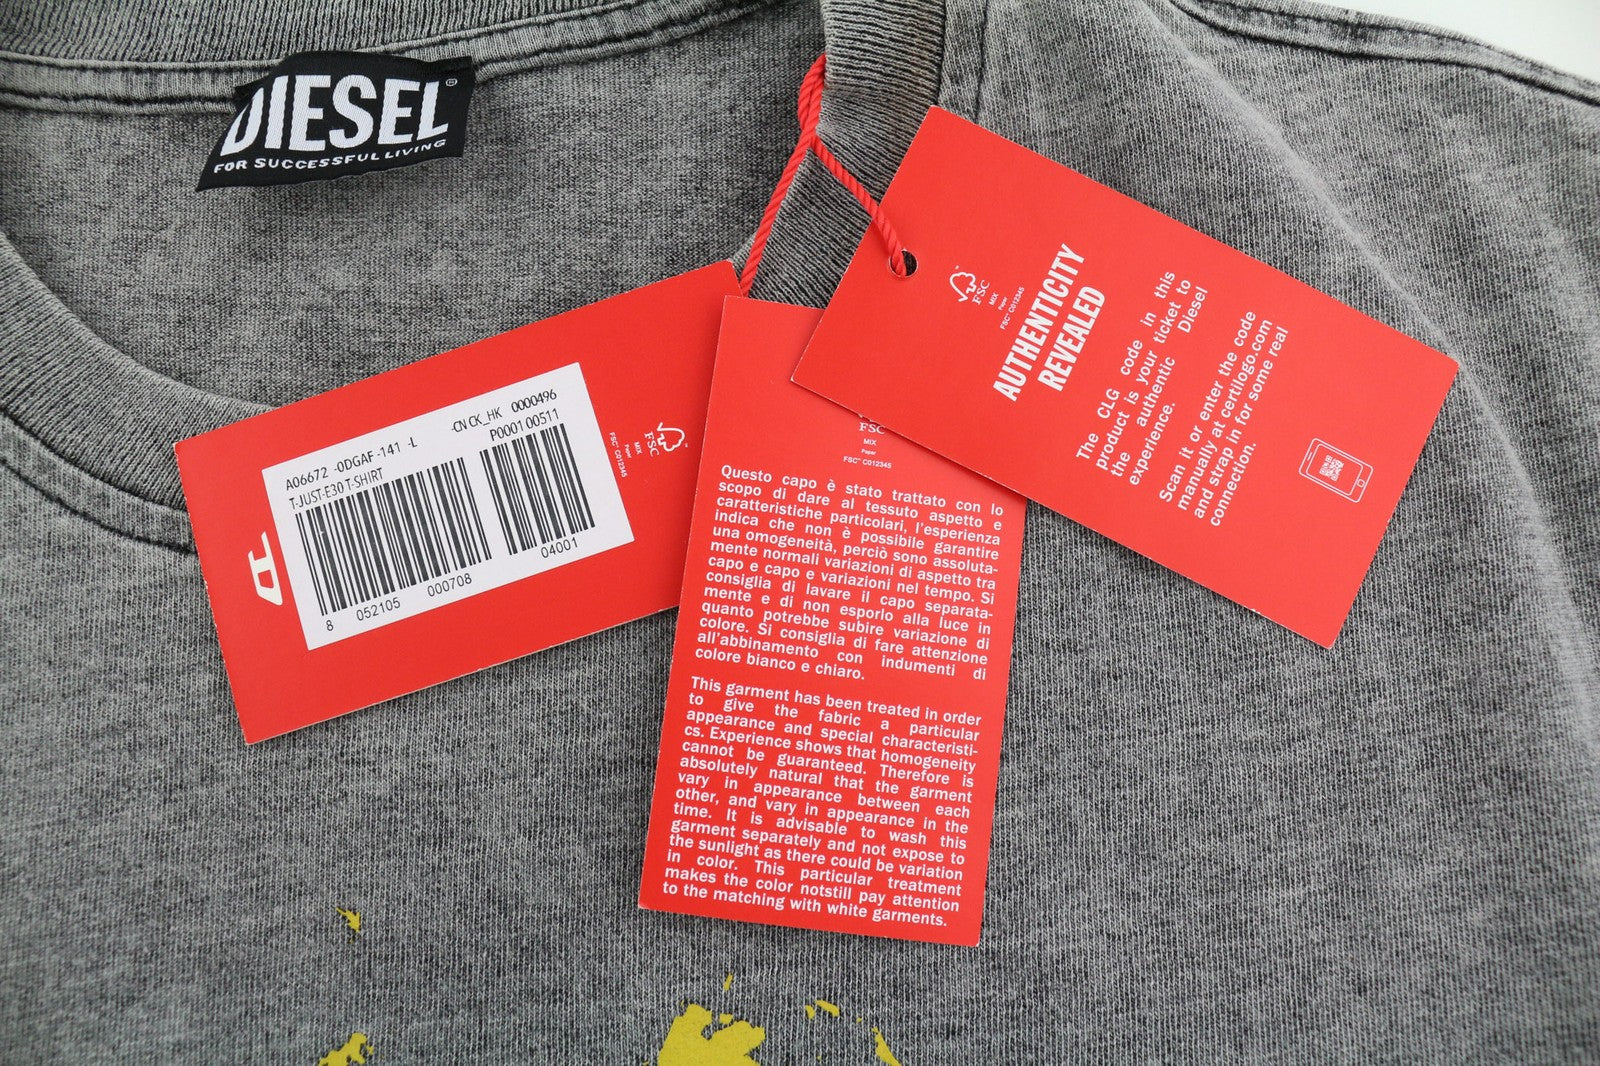 DIESEL®
FOR SUCCESSFUL LIVING
A06672 -0DGAF -141 -L
-CN CK_HK 0000496
T-JUST-E30 T-SHIRT
P0001 00511
8 052105 000708
04001
FSC
MIX
Paper
FSC™ C012345
FSC
MIX
Paper
FSC™ C012345
Questo capo è stato trattato con lo
scopo di dare al tessuto aspetto e
caratteristiche particolari, l'esperienza
indica che non è possibile garantire
una omogeneità, perciò sono assoluta-
mente normali variazioni di aspetto tra
capo e capo e variazioni nel tempo. Si
consiglia di lavare il capo separata-
mente e di non esporlo alla luce in
quanto potrebbe subire variazione di
colore. Si consiglia di fare attenzione
all'abbinamento con indumenti di
colore bianco e chiaro.
This garment has been treated in order
to give the fabric a particular
appearance and special characteristi-
cs. Experience shows that homogeneity
cannot be guaranteed. Therefore is
absolutely natural that the garment
vary in appearance between each
other, and vary in appearance in the
time. It is advisable to wash this
garment separately and not expose to
the sunlight as there could be variation
in color. This particular treatment
makes the color notstill pay attention
to the matching with white garments.
FSC
MIX
Paper
FSC™ C012345
AUTHENTICITY
REVEALED
The CLG code in this
product is your ticket to
the authentic Diesel
experience.
Scan it or enter the code
manually at certilogo.com
and strap in for some real
connection.